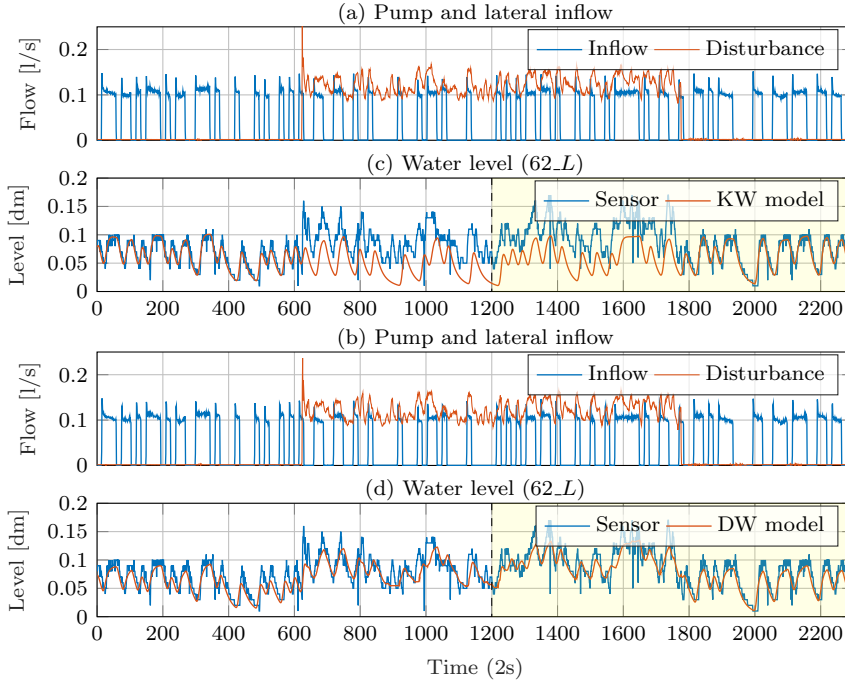 (a) Pump and lateral inflow
Flow [l/s]
0.2
0.1
0
Inflow Disturbance
(c) Water level (62_L)
Level [dm]
0.2
0.15
0.1
0.05
0
Sensor KW model
0 200 400 600 800 1000 1200 1400 1600 1800 2000 2200
(b) Pump and lateral inflow
Flow [l/s]
0.2
0.1
0
Inflow Disturbance
(d) Water level (62_L)
Level [dm]
0.2
0.15
0.1
0.05
0
Sensor DW model
0 200 400 600 800 1000 1200 1400 1600 1800 2000 2200
Time (2s)